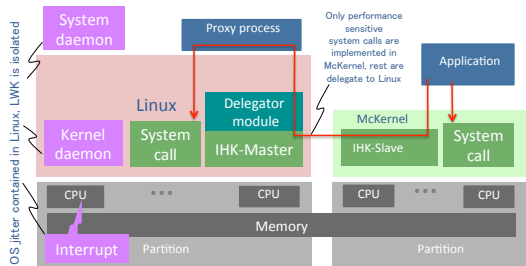 OS jitter contained in Linux, LWK is isolated
System
daemon
Proxy process
Only performance
sensitive
system calls are
implemented in
McKernel, rest are
delegate to Linux
Application
Linux
Delegator
module
McKernel
Kernel
daemon
System
call
IHK-Master
IHK-Slave
System
call
CPU
CPU
CPU
CPU
Memory
Interrupt
Partition
Partition